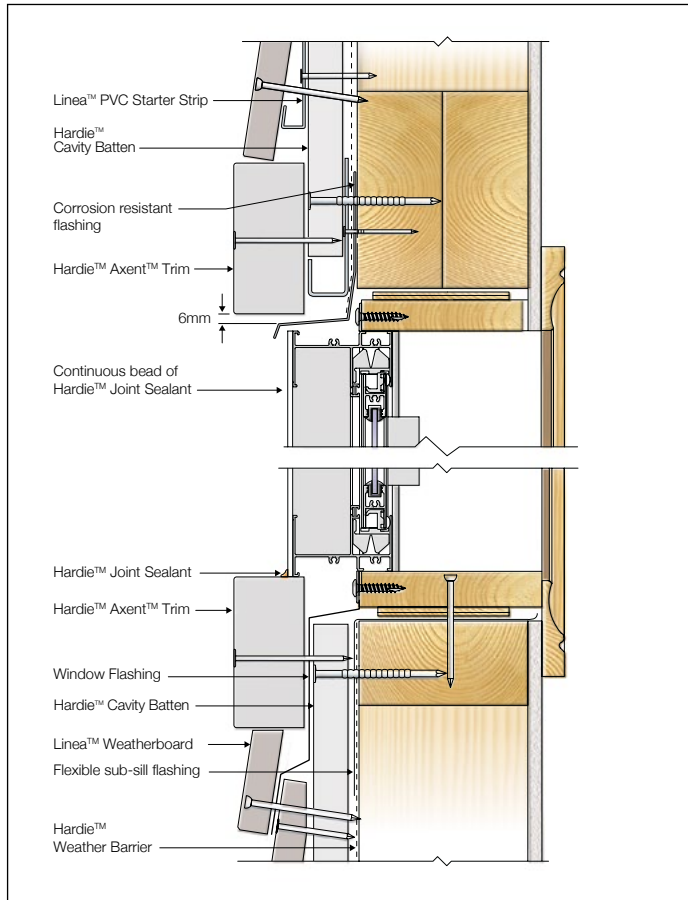 Linea™ PVC Starter Strip
Hardie™
Cavity Batten
Corrosion resistant
flashing
Hardie™ Axent™ Trim
6mm
Continuous bead of
Hardie™ Joint Sealant
Hardie™ Joint Sealant
Hardie™ Axent™ Trim
Window Flashing
Hardie™ Cavity Batten
Linea™ Weatherboard
Flexible sub-sill flashing
Hardie™
Weather Barrier